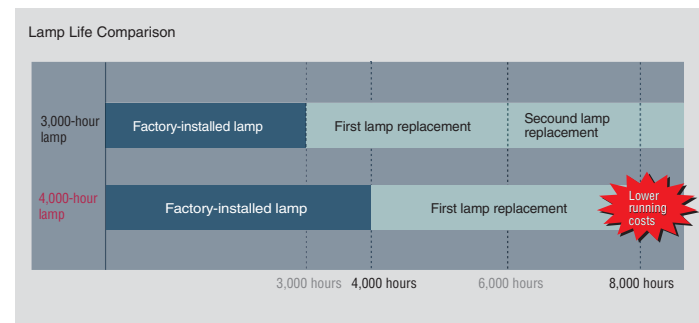 Lamp Life Comparison
3,000-hour
lamp
Factory-installed lamp
First lamp replacement
Secound lamp
replacement
4,000-hour
lamp
Factory-installed lamp
First lamp replacement
Lower
running
costs
3,000 hours 4,000 hours 6,000 hours 8,000 hours